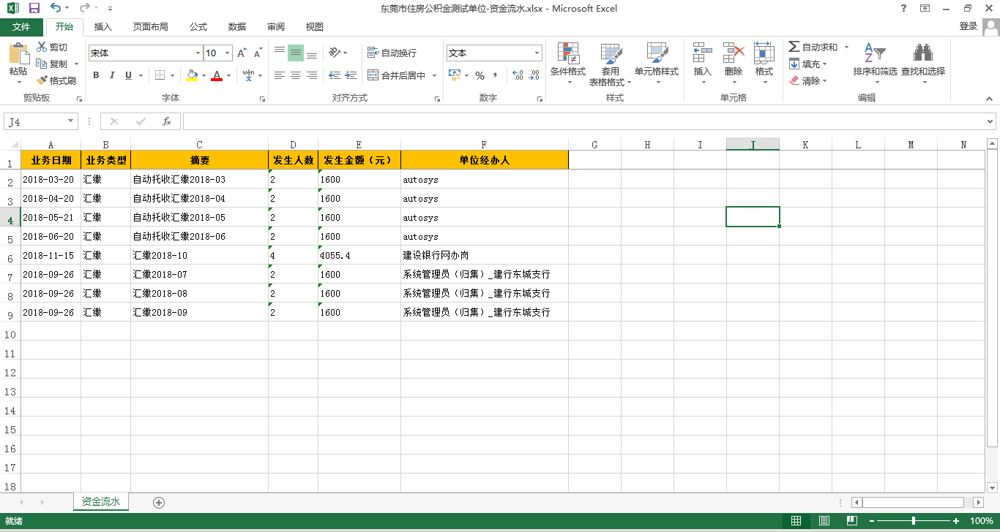 东莞市住房公积金测试单位-资金流水.xlsx - Microsoft Excel
文件 开始 插入 页面布局 公式 数据 审阅 视图 登录
粘贴 剪切 复制 格式刷 剪贴板
宋体 10 A A B I U A wén 字体
自动换行 合并后居中 对齐方式
文本 % , .00 数字
条件格式 套用 表格格式 单元格样式 样式
插入 删除 格式 单元格
自动求和 填充 清除 排序和筛选 查找和选择 编辑
J4 fx
A B C D E F G H I J K L M N
1 业务日期 业务类型 摘要 发生人数 发生金额（元） 单位经办人
2 2018-03-20 汇缴 自动托收汇缴2018-03 2 1600 autosys
3 2018-04-20 汇缴 自动托收汇缴2018-04 2 1600 autosys
4 2018-05-21 汇缴 自动托收汇缴2018-05 2 1600 autosys
5 2018-06-20 汇缴 自动托收汇缴2018-06 2 1600 autosys
6 2018-11-15 汇缴 汇缴2018-10 4 4055.4 建设银行网办岗
7 2018-09-26 汇缴 汇缴2018-07 2 1600 系统管理员（归集）_建行东城支行
8 2018-09-26 汇缴 汇缴2018-08 2 1600 系统管理员（归集）_建行东城支行
9 2018-09-26 汇缴 汇缴2018-09 2 1600 系统管理员（归集）_建行东城支行
10
11
12
13
14
15
16
17
18
资金流水
就绪 100%